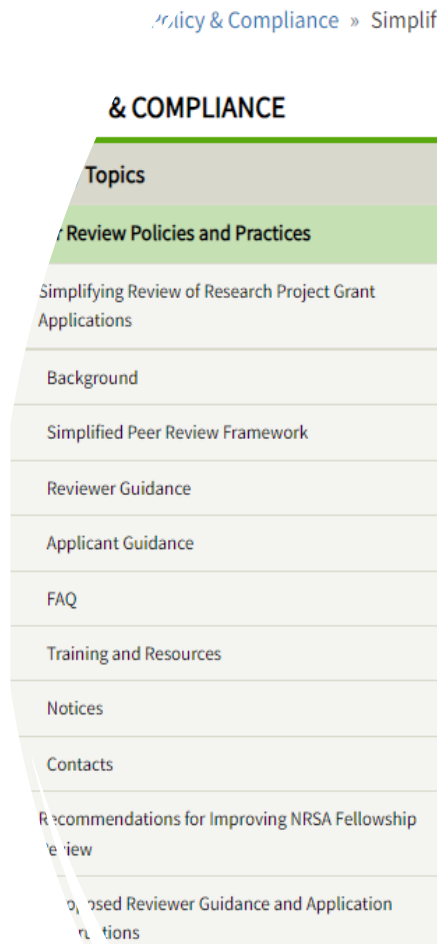 Policy & Compliance » Simplif
& COMPLIANCE
Topics
r Review Policies and Practices
Simplifying Review of Research Project Grant
Applications
Background
Simplified Peer Review Framework
Reviewer Guidance
Applicant Guidance
FAQ
Training and Resources
Notices
Contacts
Recommendations for Improving NRSA Fellowship
Review
Reviewer Guidance and Application